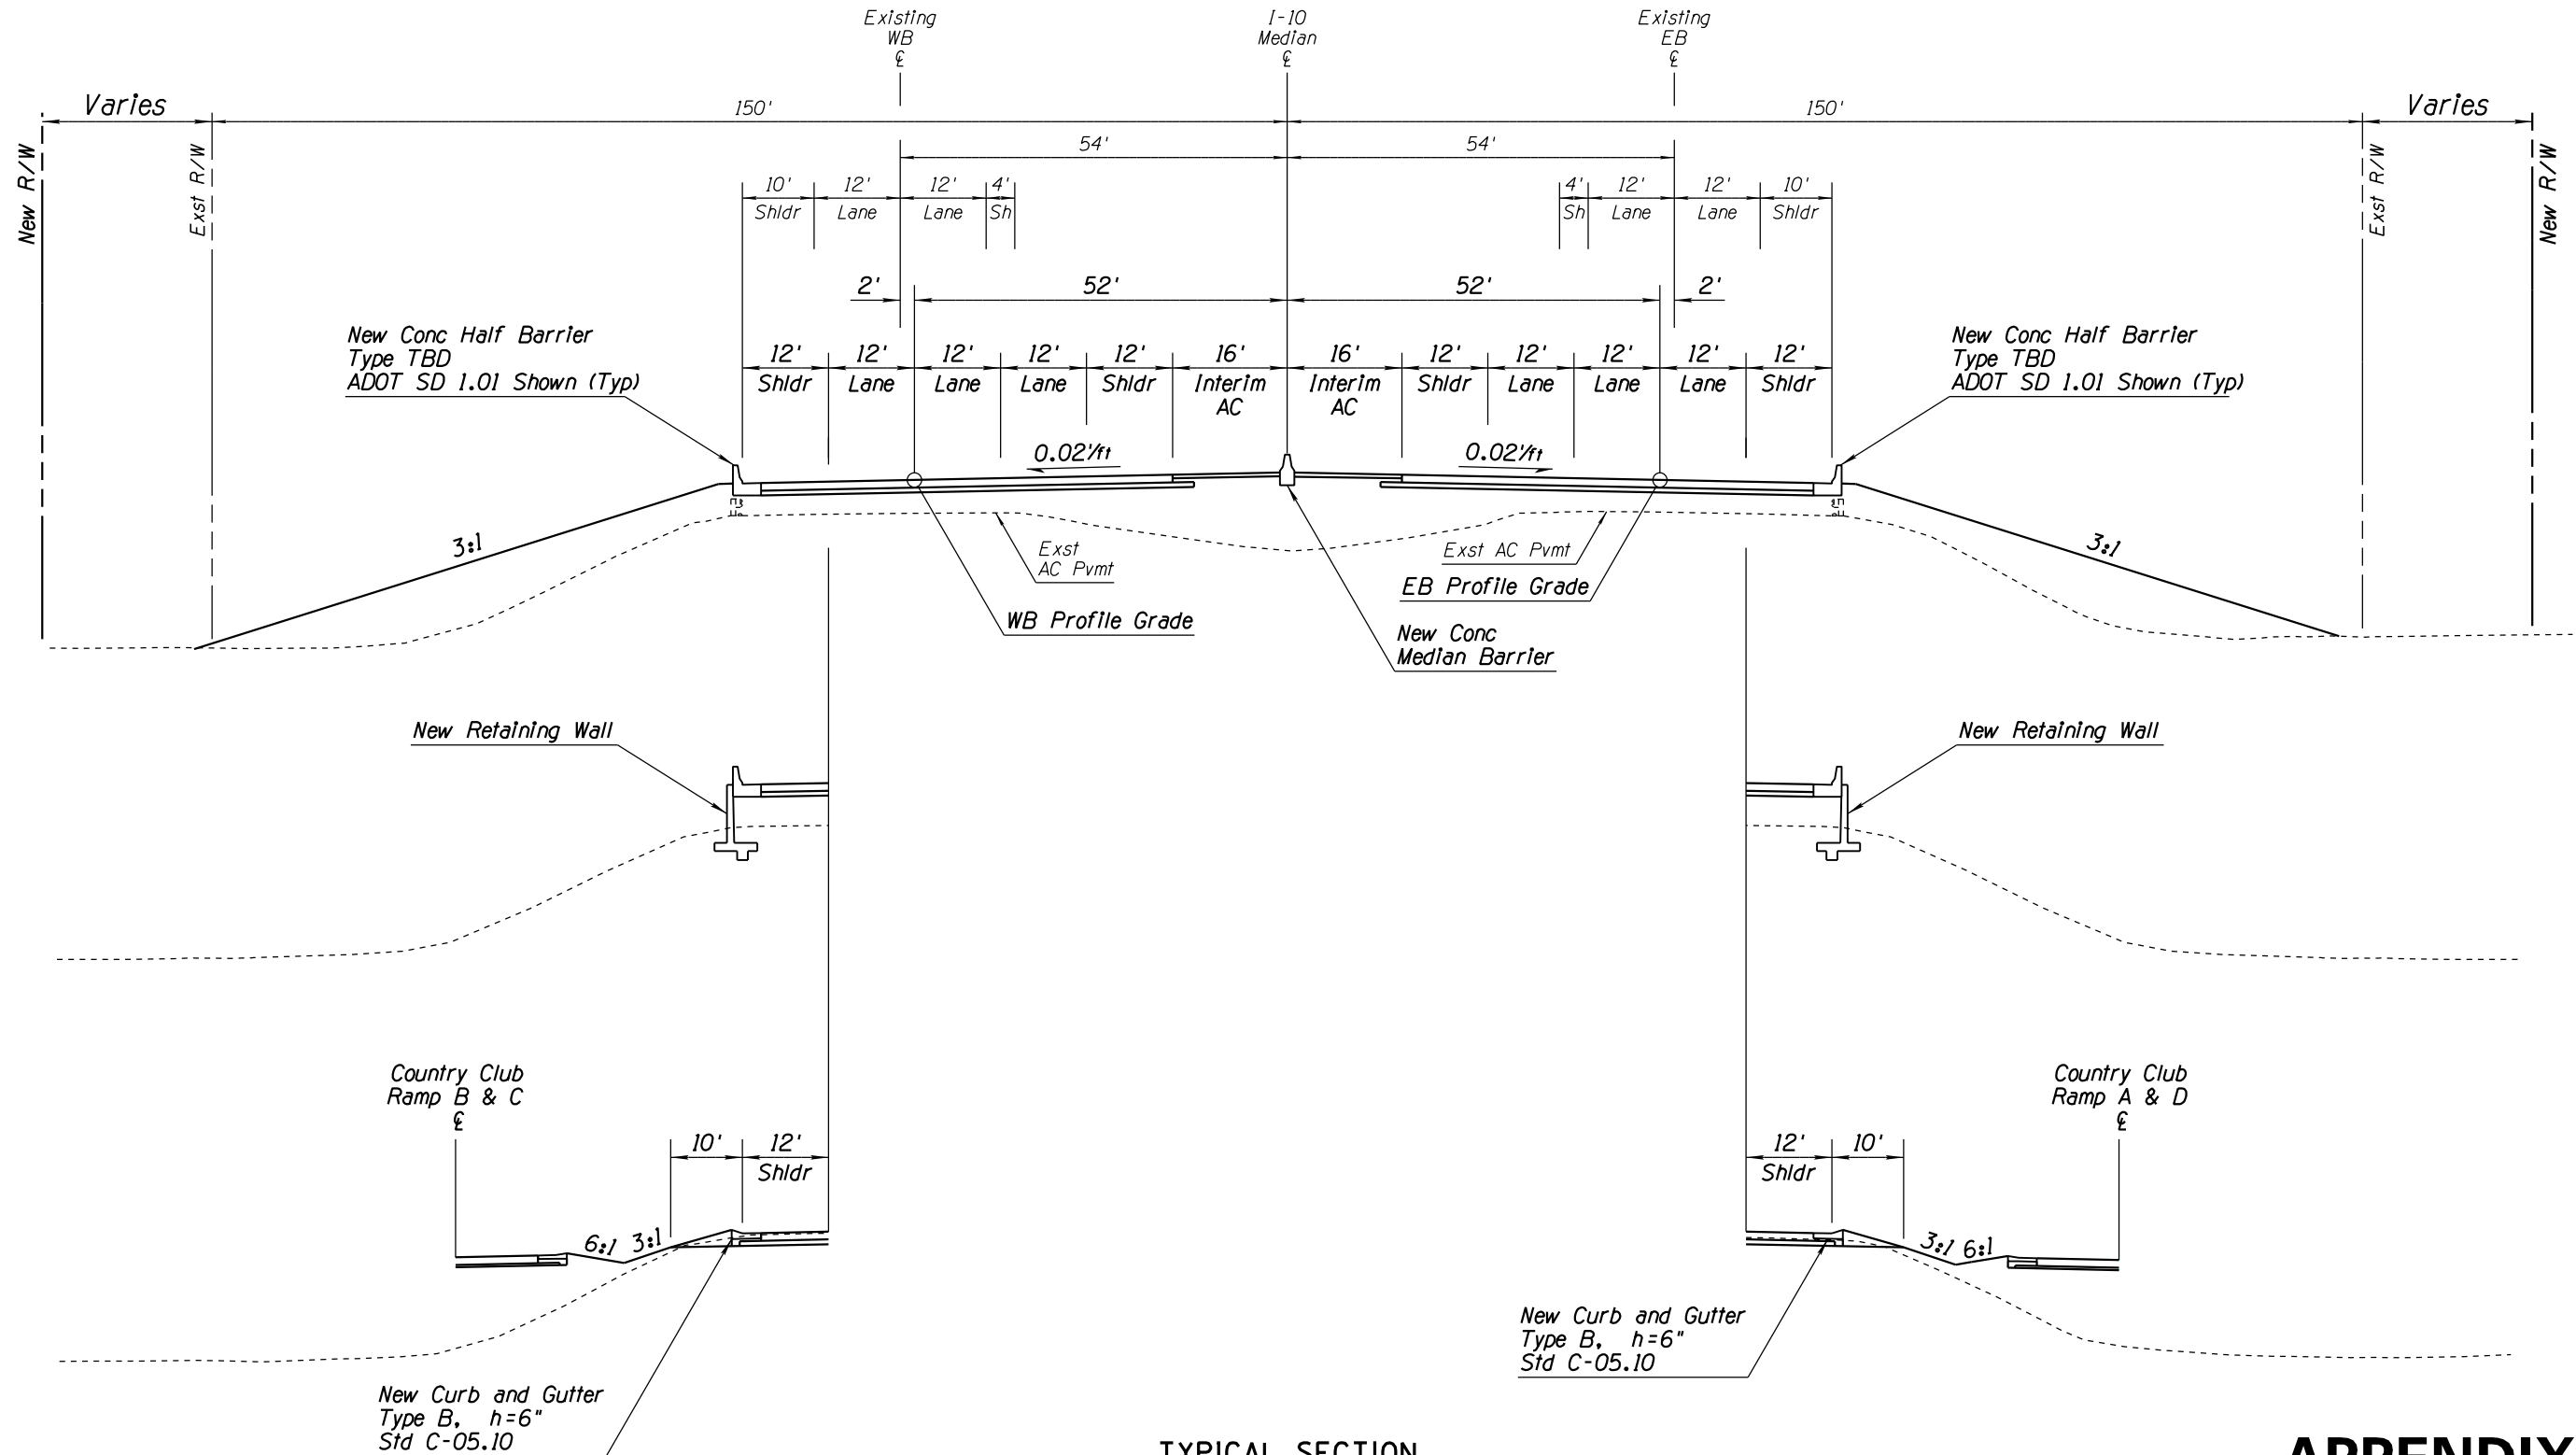 Existing
WB
℄
I-10
Median
℄
Existing
EB
℄
Varies
150'
150'
Varies
New R/W
Exst R/W
54'
54'
Exst R/W
New R/W
10'
12'
12'
4'
4'
12'
12'
10'
Shldr
Lane
Lane
Sh
Sh
Lane
Lane
Shldr
2'
52'
52'
2'
New Conc Half Barrier
Type TBD
ADOT SD 1.01 Shown (Typ)
New Conc Half Barrier
Type TBD
ADOT SD 1.01 Shown (Typ)
12'
12'
12'
12'
12'
16'
16'
12'
12'
12'
12'
12'
Shldr
Lane
Lane
Lane
Shldr
Interim
AC
Interim
AC
Shldr
Lane
Lane
Lane
Shldr
0.02'/ft
0.02'/ft
3:1
3:1
Exst
AC Pvmt
Exst AC Pvmt
EB Profile Grade
WB Profile Grade
New Conc
Median Barrier
New Retaining Wall
New Retaining Wall
Country Club
Ramp B & C
℄
Country Club
Ramp A & D
℄
10'
12'
Shldr
12'
10'
Shldr
6:1
3:1
3:1
6:1
New Curb and Gutter
Type B, h=6"
Std C-05.10
New Curb and Gutter
Type B, h=6"
Std C-05.10
TYPICAL SECTION
APPENDIX